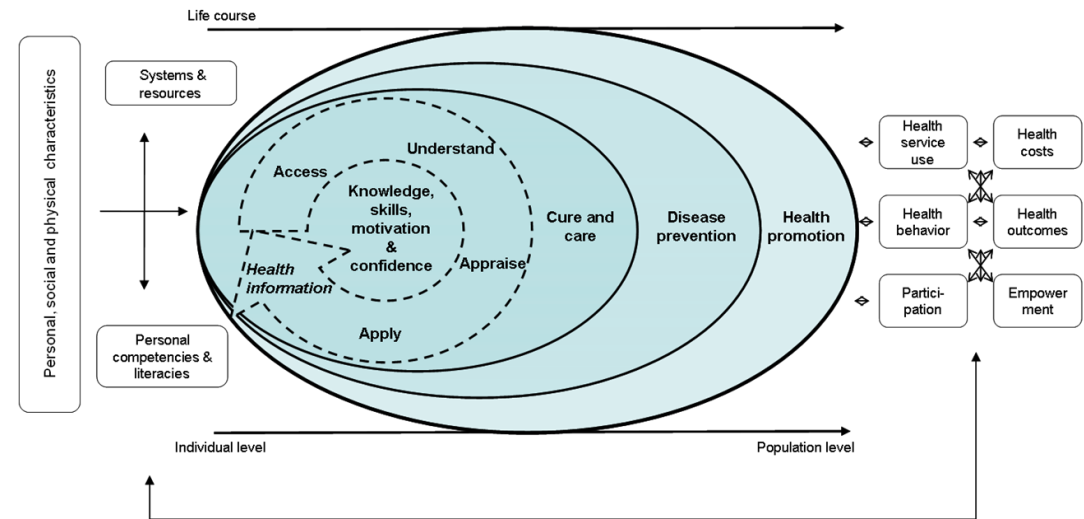 Life course
Personal, social and physical characteristics
Systems &
resources
Personal
competencies &
literacies
Access
Understand
Knowledge,
skills,
motivation
&
confidence
Health
information
Appraise
Apply
Cure and
care
Disease
prevention
Health
promotion
Health
service
use
Health
costs
Health
behavior
Health
outcomes
Partici-
pation
Empower
ment
Individual level
Population level